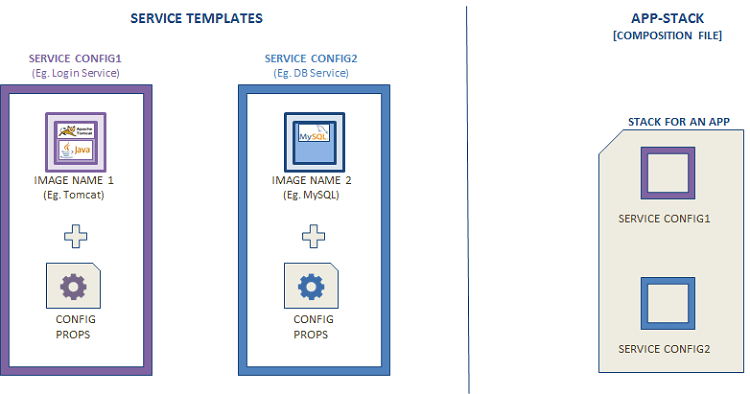 SERVICE TEMPLATES
APP-STACK
[COMPOSITION FILE]
SERVICE CONFIG1
(Eg. Login Service)
SERVICE CONFIG2
(Eg. DB Service)
Apache
Tomcat
Java
IMAGE NAME 1
(Eg. Tomcat)
CONFIG
PROPS
MySQL
IMAGE NAME 2
(Eg. MySQL)
CONFIG
PROPS
STACK FOR AN APP
SERVICE CONFIG1
SERVICE CONFIG2